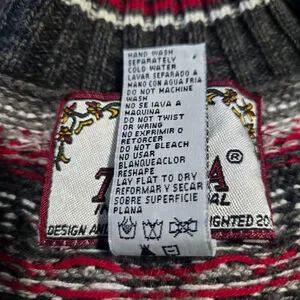 HAND WASH
SEPARATELY
COLD WATER
LAVAR SEPARADO A
MANO CON AGUA FRIA
DO NOT MACHINE
WASH
NO SE lAVA A
MAQUINA
DO NOT TWIST
OR WRING
NO EXPRIMIR O
RETORCER
DO NOT BLEACH
NO USAR
BLANQUEACLOR
RESHAPE
LAY FLAT TO DRY
REFORMAR Y SECAR
SOBRE SUPERFICIE
PLANA
®
DESIGN AND